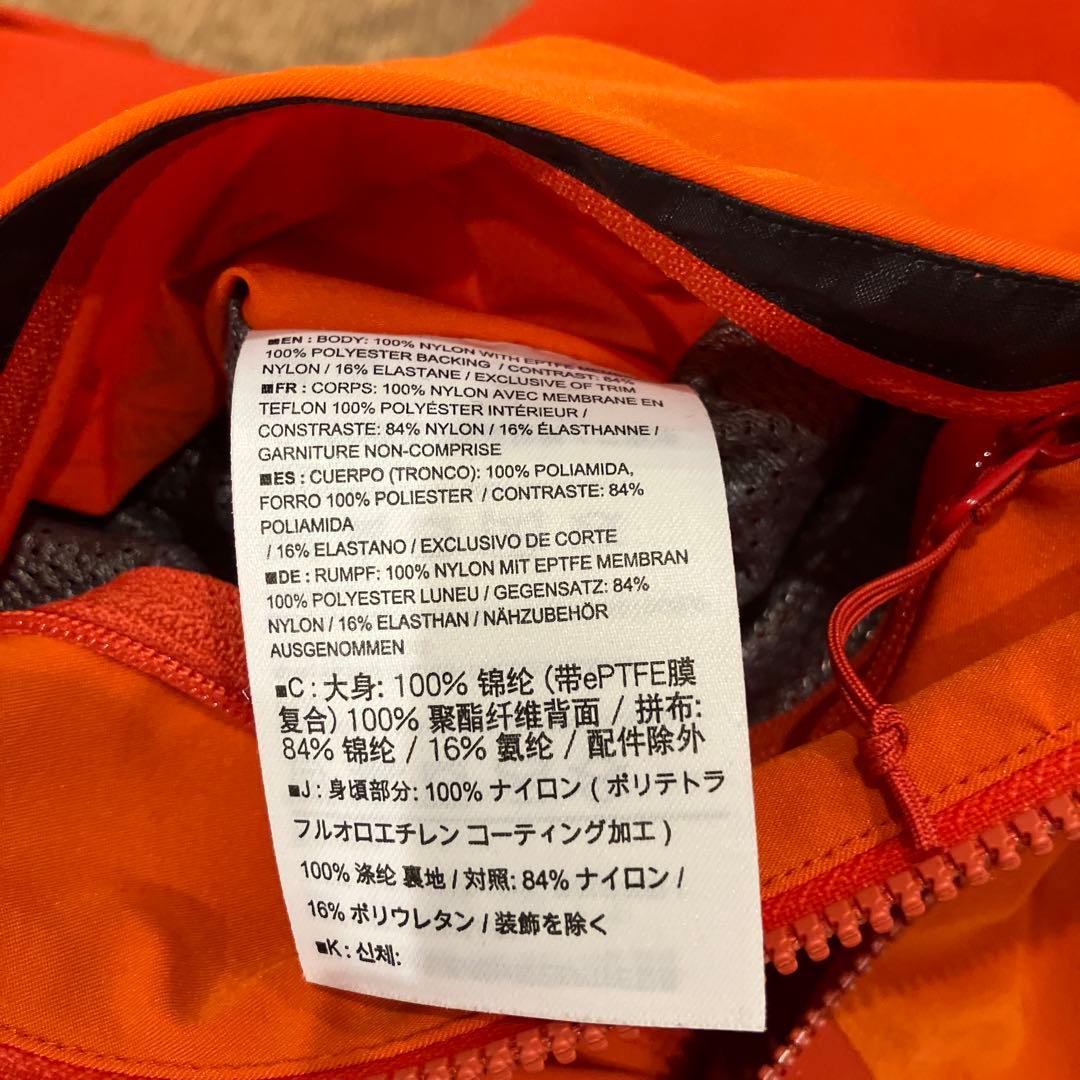 ■EN : BODY: 100% NYLON WITH EPTFE
100% POLYESTER BACKING / CONTRAST: 84%
NYLON / 16% ELASTANE / EXCLUSIVE OF TRIM
■FR : CORPS: 100% NYLON AVEC MEMBRANE EN
TEFLON 100% POLYÉSTER INTÉRIEUR /
CONSTRASTE: 84% NYLON / 16% ÉLASTHANNE /
GARNITURE NON-COMPRISE
■ES : CUERPO (TRONCO): 100% POLIAMIDA,
FORRO 100% POLIESTER / CONTRASTE: 84%
POLIAMIDA
/ 16% ELASTANO / EXCLUSIVO DE CORTE
■DE : RUMPF: 100% NYLON MIT EPTFE MEMBRAN
100% POLYESTER LUNEU / GEGENSATZ: 84%
NYLON / 16% ELASTHAN / NÄHZUBEHÖR
AUSGENOMMEN
■C : 大身: 100% 锦纶 (带ePTFE膜
复合) 100% 聚酯纤维背面 / 拼布:
84% 锦纶 / 16% 氨纶 / 配件除外
■J : 身頃部分: 100% ナイロン ( ポリテトラ
フルオロエチレン コーティング加工 )
100% 涤纶 裏地 / 対照: 84% ナイロン /
16% ポリウレタン / 装飾を除く
■K : 신체: